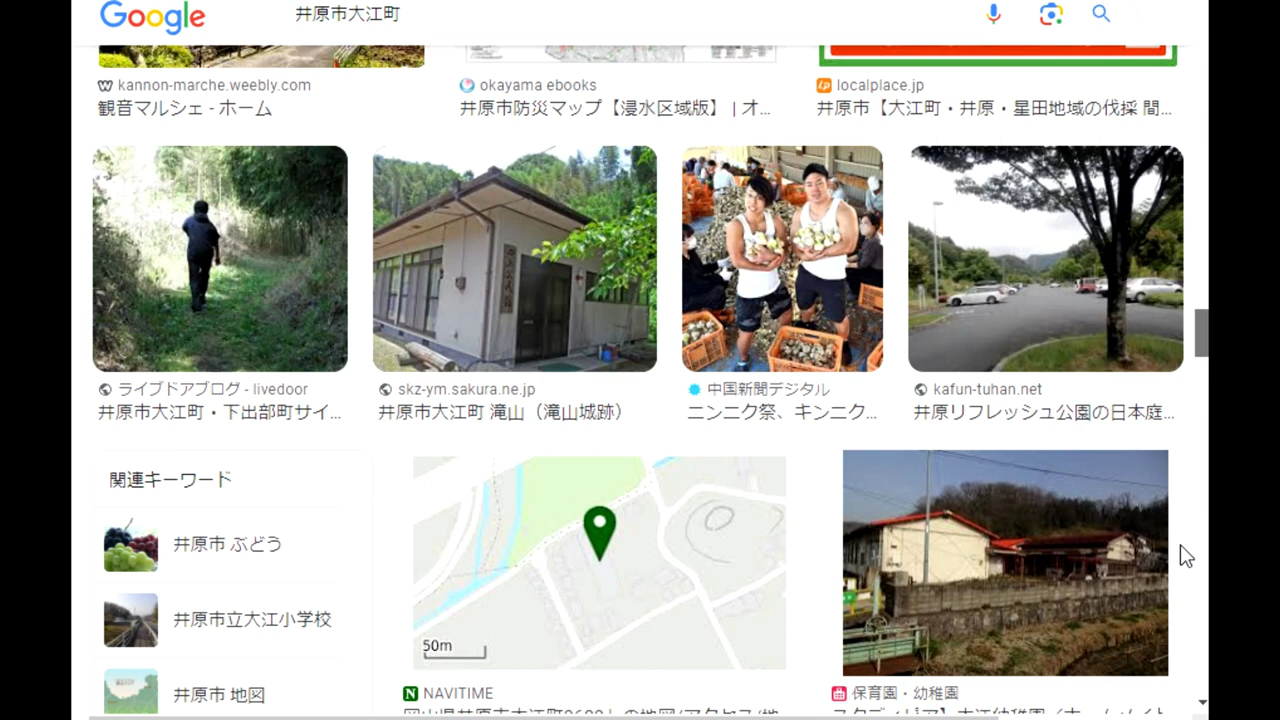 Google
井原市大江町
kannon-marche.weebly.com
観音マルシェ - ホーム
okayama ebooks
井原市防災マップ【浸水区域版】 | オ...
localplace.jp
井原市【大江町・井原・星田地域の伐採 間...
ライブドアブログ - livedoor
井原市大江町・下出部町サイ...
skz-ym.sakura.ne.jp
井原市大江町 滝山（滝山城跡）
中国新聞デジタル
ニンニク祭、キンニク...
kafun-tuhan.net
井原リフレッシュ公園の日本庭...
関連キーワード
井原市 ぶどう
井原市立大江小学校
井原市 地図
50m
NAVITIME
保育園・幼稚園